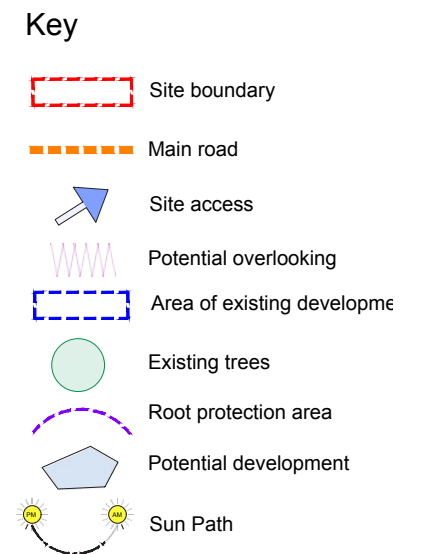 Key
Site boundary
Main road
Site access
Potential overlooking
Area of existing developme
Existing trees
Root protection area
Potential development
PM
AM
Sun Path